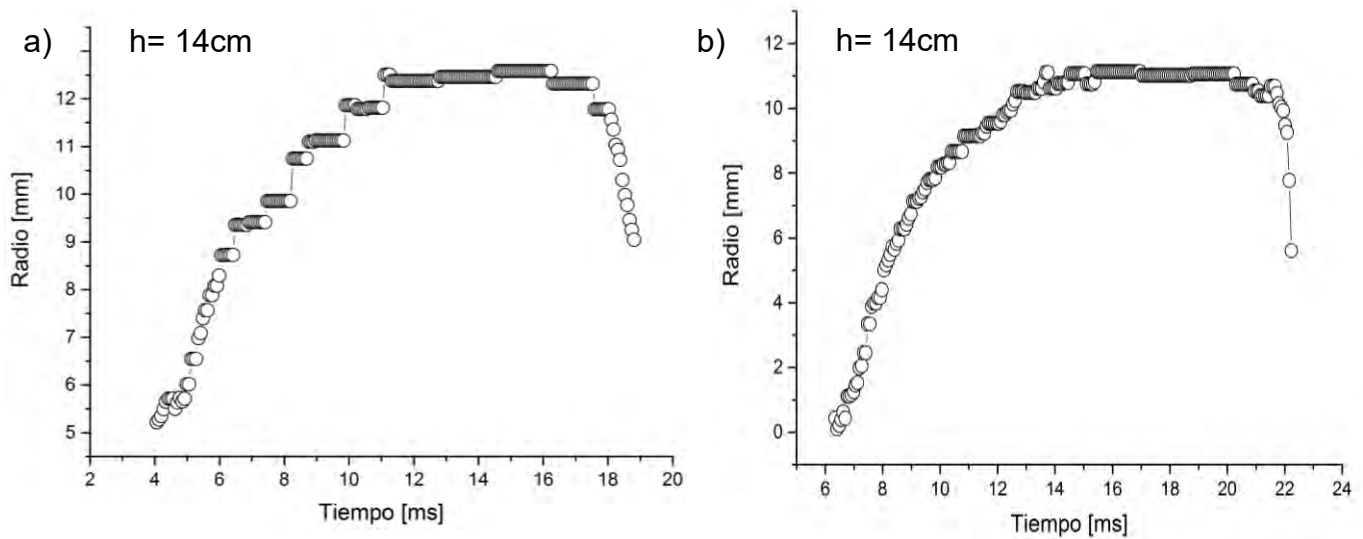 a) h= 14cm
Radio [mm]
12
11
10
9
8
7
6
5
2 4 6 8 10 12 14 16 18 20
Tiempo [ms]
b) h= 14cm
Radio [mm]
12
10
8
6
4
2
0
6 8 10 12 14 16 18 20 22 24
Tiempo [ms]